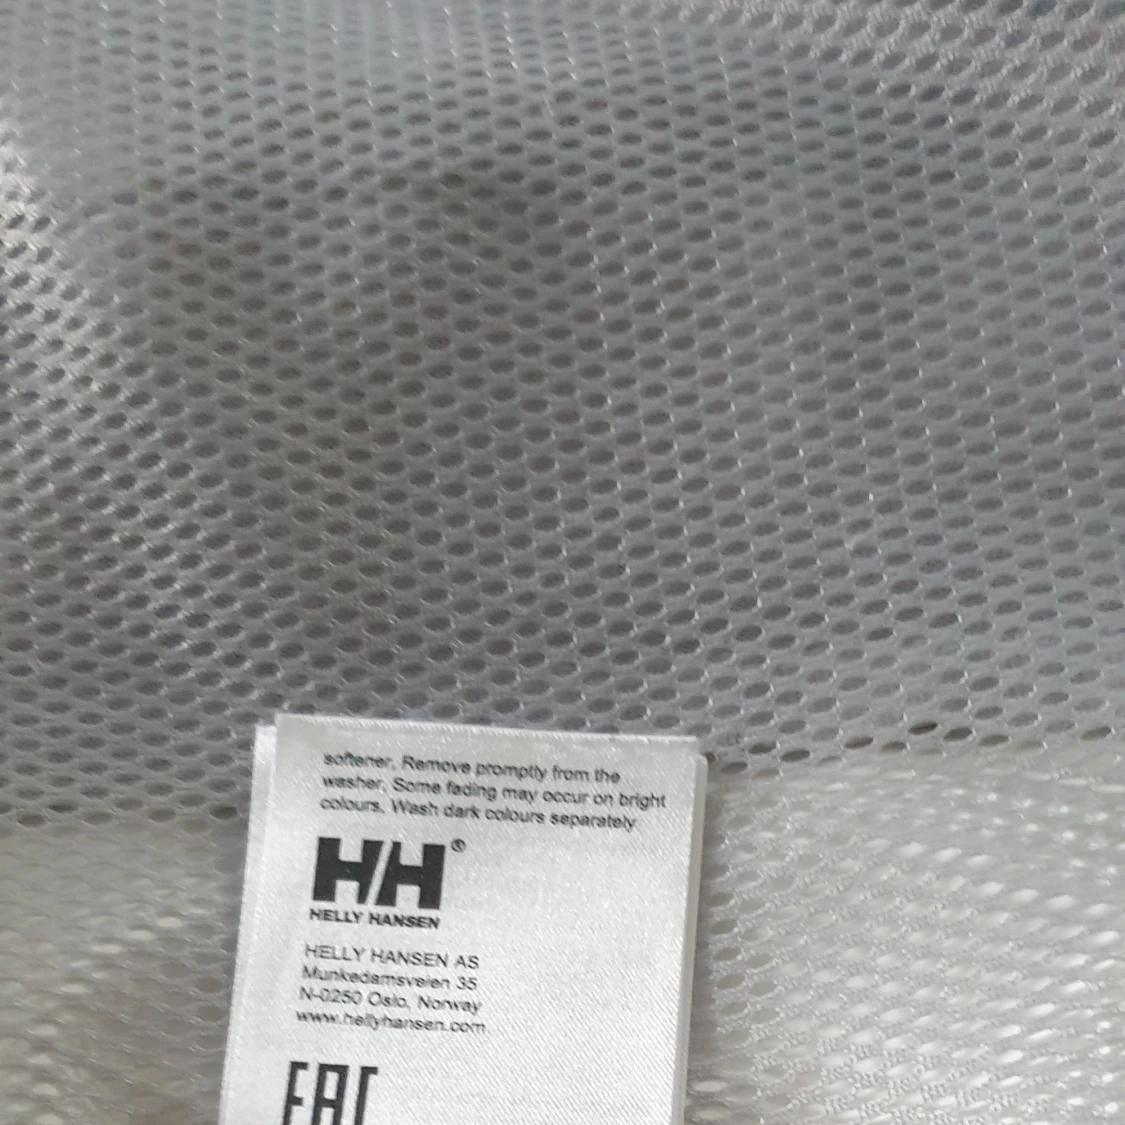 softener. Remove promptly from the
washer. Some fading may occur on bright
colours. Wash dark colours separately
HH®
HELLY HANSEN
HELLY HANSEN AS
Munkedamsveien 35
N-0250 Oslo, Norway
www.hellyhansen.com
EAC